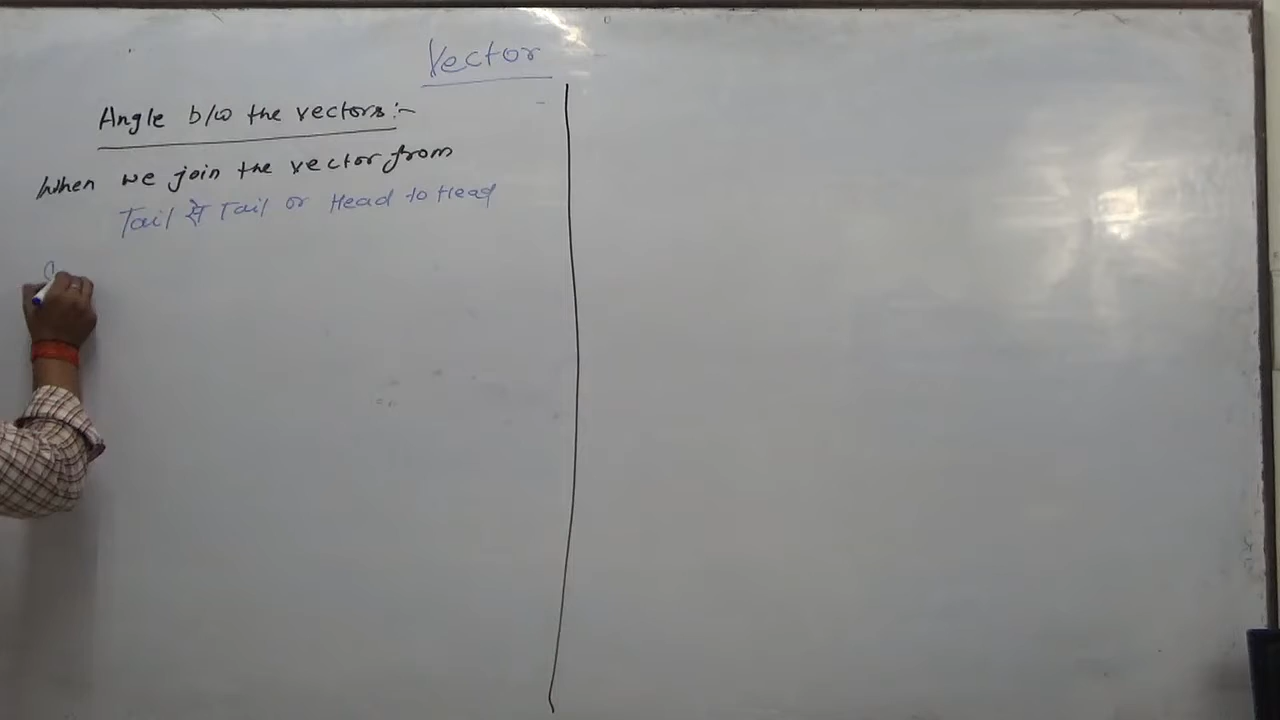 Vector
Angle b/w the vectors:-
When we join the vector from
Tail से Tail or Head to Head